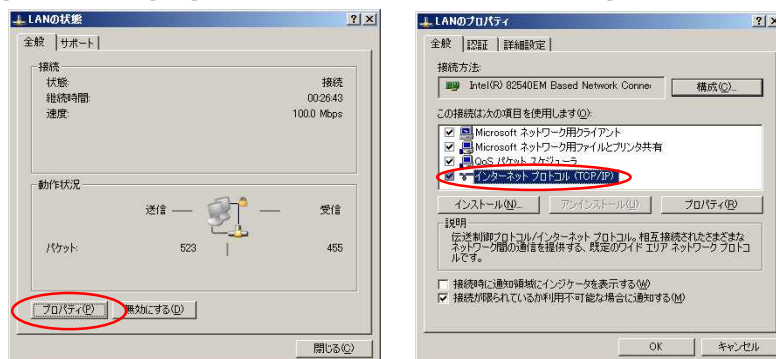 LANの状態
全般
サポート
接続
状態:
接続
継続時間:
00:26:43
速度:
100.0 Mbps
動作状況
送信
受信
パケット:
523
455
プロパティ(P)
無効にする(D)
閉じる(C)
LANのプロパティ
全般
認証
詳細設定
接続方法:
Intel(R) 82540EM Based Network Conne
構成(C)...
この接続は次の項目を使用します(O):
Microsoft ネットワーク用クライアント
Microsoft ネットワーク用ファイルとプリンタ共有
QoS パケット スケジューラ
インターネット プロトコル (TCP/IP)
インストール(N)...
アンインストール(U)
プロパティ(R)
説明
伝送制御プロトコル/インターネット プロトコル。相互接続されたさまざまな
ネットワーク間の通信を提供する、既定のワイド エリア ネットワーク プロトコ
ルです。
接続時に通知領域にインジケータを表示する(W)
接続が限られているか利用不可能な場合に通知する(M)
OK
キャンセル